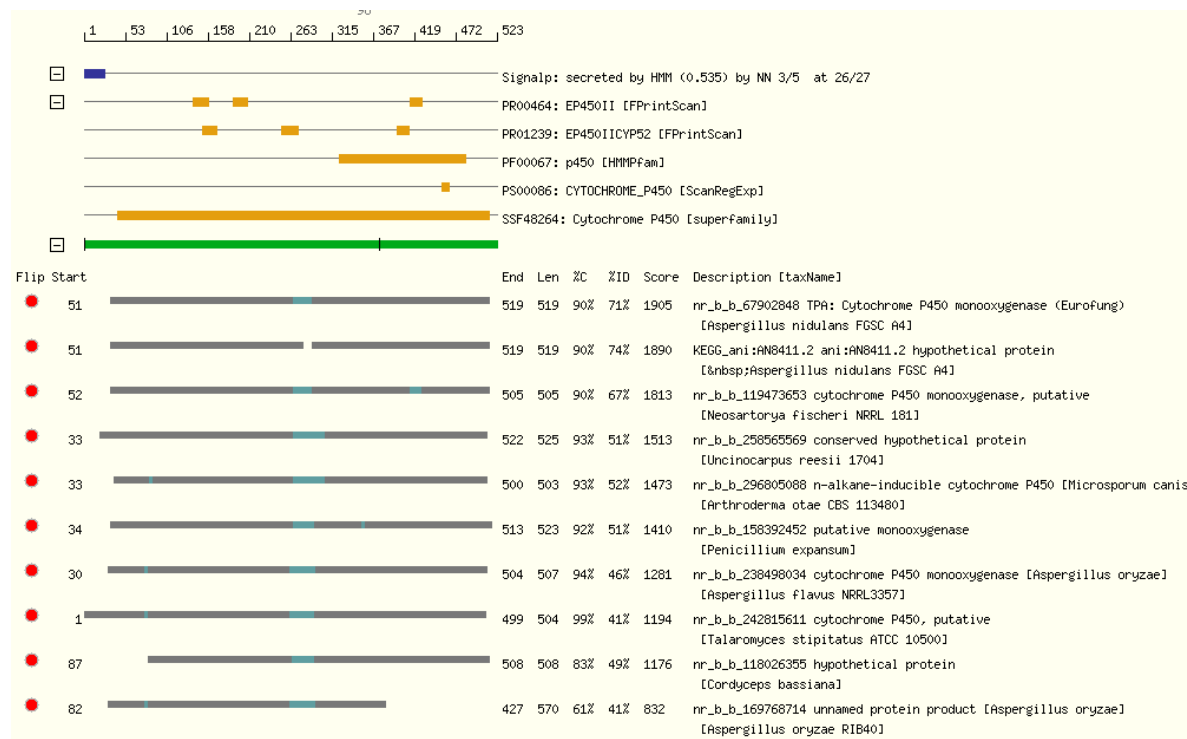 1 53 106 158 210 263 315 367 419 472 523
Signalp: secreted by HMM (0.535) by NN 3/5 at 26/27
PR00464: EP450II [FPrintScan]
PR01239: EP450IICYP52 [FPrintScan]
PF00067: p450 [HMMPfam]
PS00086: CYTOCHROME_P450 [ScanRegExp]
SSF48264: Cytochrome P450 [superfamily]
Flip Start End Len %C %ID Score Description [taxName]
51 519 519 90% 71% 1905 nr_b_b_67902848 TPA: Cytochrome P450 monooxygenase (Eurofung)
[Aspergillus nidulans FGSC A4]
51 519 519 90% 74% 1890 KEGG_ani:AN8411.2 ani:AN8411.2 hypothetical protein
[&nbsp;Aspergillus nidulans FGSC A4]
52 505 505 90% 67% 1813 nr_b_b_119473653 cytochrome P450 monooxygenase, putative
[Neosartorya fischeri NRRL 181]
33 522 525 93% 51% 1513 nr_b_b_258565569 conserved hypothetical protein
[Uncinocarpus reesii 1704]
33 500 503 93% 52% 1473 nr_b_b_296805088 n-alkane-inducible cytochrome P450 [Microsporum canis
[Arthroderma otae CBS 113480]
34 513 523 92% 51% 1410 nr_b_b_158392452 putative monooxygenase
[Penicillium expansum]
30 504 507 94% 46% 1281 nr_b_b_238498034 cytochrome P450 monooxygenase [Aspergillus oryzae]
[Aspergillus flavus NRRL3357]
1 499 504 99% 41% 1194 nr_b_b_242815611 cytochrome P450, putative
[Talaromyces stipitatus ATCC 10500]
87 508 508 83% 49% 1176 nr_b_b_118026355 hypothetical protein
[Cordyceps bassiana]
82 427 570 61% 41% 832 nr_b_b_169768714 unnamed protein product [Aspergillus oryzae]
[Aspergillus oryzae RIB40]